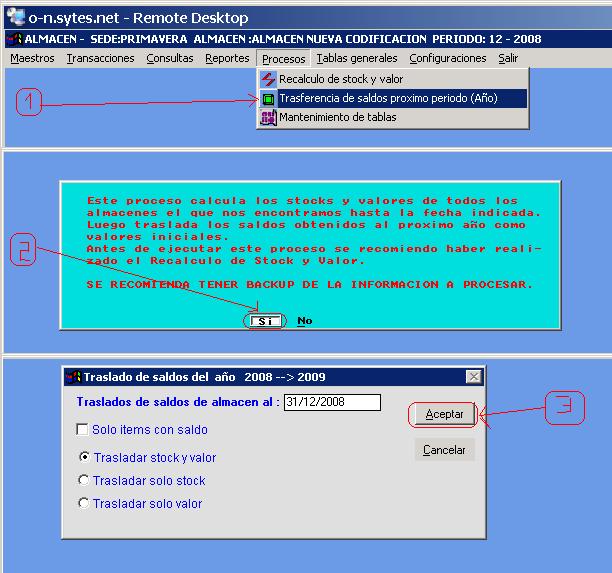 o-n.sytes.net - Remote Desktop
ALMACEN - SEDE:PRIMAVERA ALMACEN :ALMACEN NUEVA CODIFICACION PERIODO: 12 - 2008
Maestros Transacciones Consultas Reportes Procesos Tablas generales Configuraciones Salir
Recalculo de stock y valor
1
Trasferencia de saldos proximo periodo (Año)
Mantenimiento de tablas
Este proceso calcula los stocks y valores de todos los
almacenes el que nos encontramos hasta la fecha indicada.
Luego traslada los saldos obtenidos al proximo año como
valores iniciales.
2
Antes de ejecutar este proceso se recomiendo haber reali-
zado el Recalculo de Stock y Valor.
SE RECOMIENDA TENER BACKUP DE LA INFORMACION A PROCESAR.
Si No
Traslado de saldos del año 2008 --> 2009
Traslados de saldos de almacen al : 31/12/2008
Aceptar
3
Solo items con saldo
Cancelar
Trasladar stock y valor
Trasladar solo stock
Trasladar solo valor